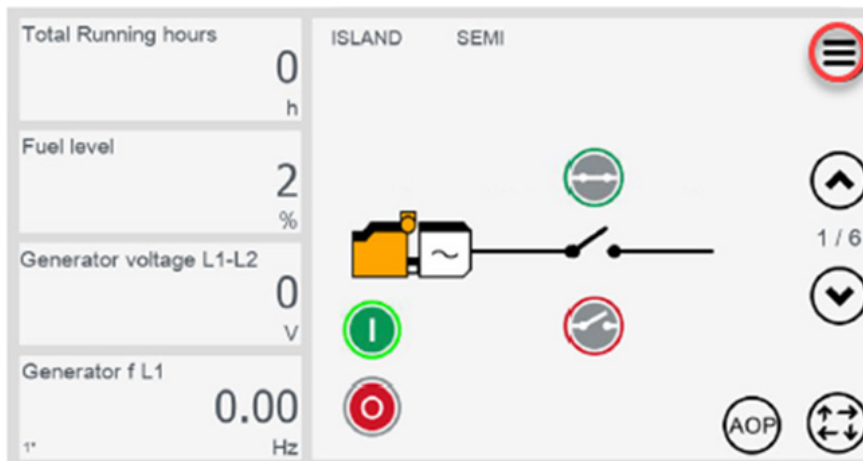 Total Running hours
0
h
Fuel level
2
%
Generator voltage L1-L2
0
V
Generator f L1
0.00
1*
Hz
ISLAND SEMI
1 / 6
AOP